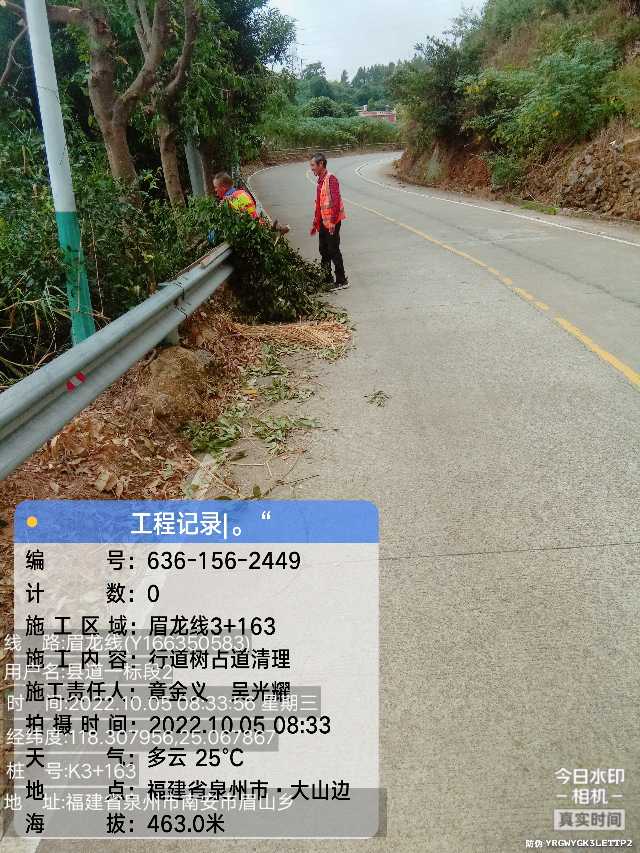 工程记录|。“
编 号：636-156-2449
计 数：0
施工区域：眉龙线3+163
线 路:眉龙线(Y166350583)
施工内容：行道树占道清理
用户名:县道一标段2
施工责任人：章金义 吴光耀
时 间:2022.10.05 08:33:56 星期三
拍摄时间：2022.10.05 08:33
经纬度:118.307956,25.067867
天 气：多云 25℃
桩 号:K3+163
地 点：福建省泉州市·大山边
地 址:福建省泉州市南安市眉山乡
海 拔：463.0米
今日水印
-相机-
真实时间
防伪 YRGWYGK3LETTP2